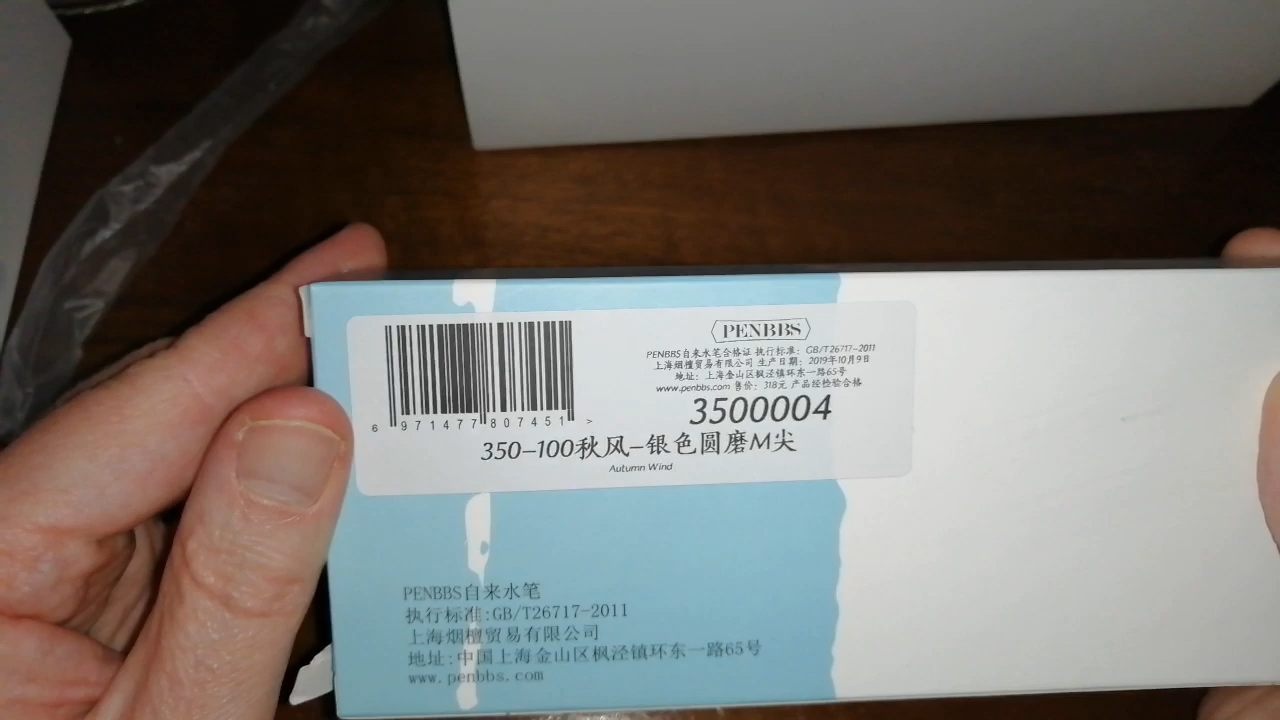 PENBBS
PENBBS自来水笔合格证 执行标准: GB/T26717-2011
上海烟檀贸易有限公司 生产日期: 2019年10月9日
地址: 上海金山区枫泾镇环东一路65号
www.penbbs.com 售价: 318元 产品经检验合格
3500004
6 971477 807451 >
350-100秋风-银色圆磨M尖
Autumn Wind
PENBBS自来水笔
执行标准:GB/T26717-2011
上海烟檀贸易有限公司
地址:中国上海金山区枫泾镇环东一路65号
www.penbbs.com